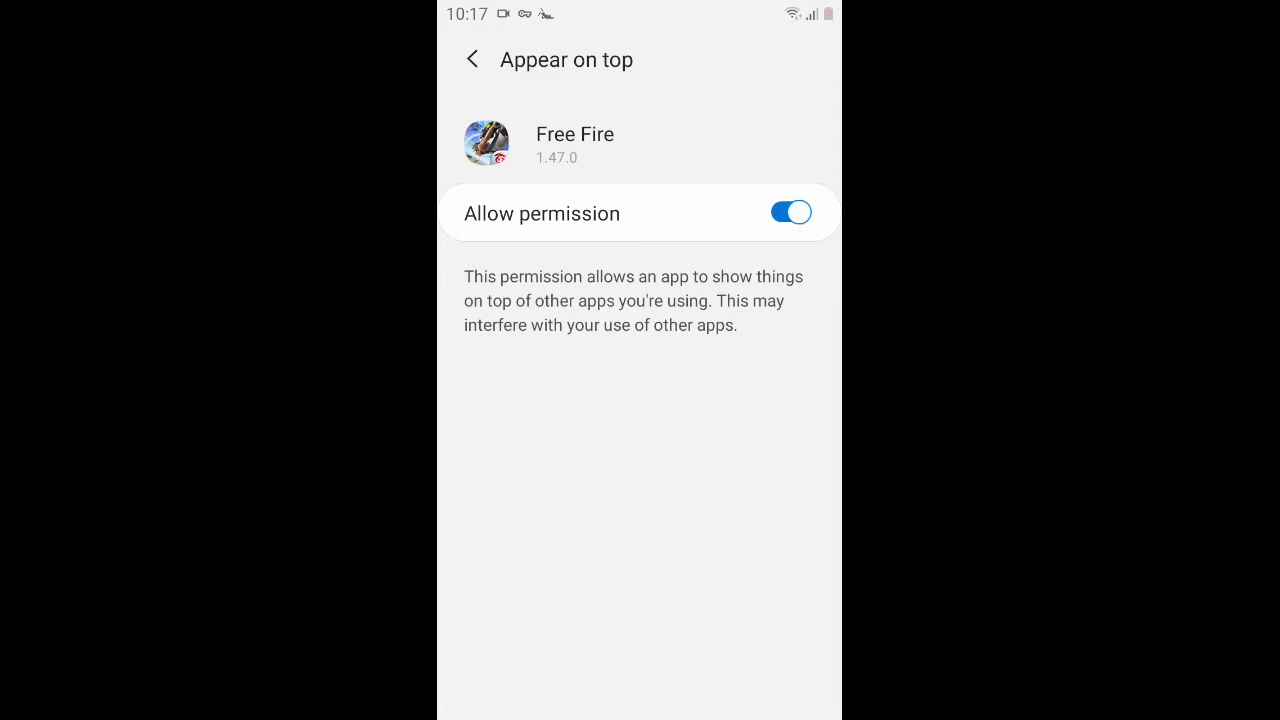 10:17
Appear on top
Free Fire
1.47.0
Allow permission
This permission allows an app to show things
on top of other apps you're using. This may
interfere with your use of other apps.